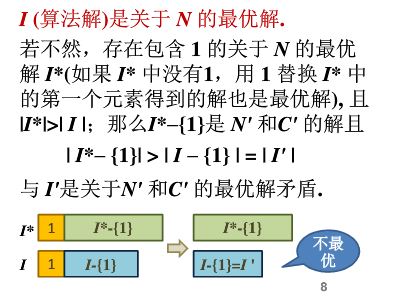 I (算法解)是关于 N 的最优解.
若不然，存在包含 1 的关于 N 的最优
解 I*(如果 I* 中没有1，用 1 替换 I* 中
的第一个元素得到的解也是最优解), 且
|I*|>| I |；那么I*–{1}是 N' 和C' 的解且
| I*– {1}| > | I – {1} | = | I' |
与 I'是关于N' 和C' 的最优解矛盾.
I* 1 I*-{1} I*-{1}
I 1 I-{1} I-{1}=I '
不最
优
8